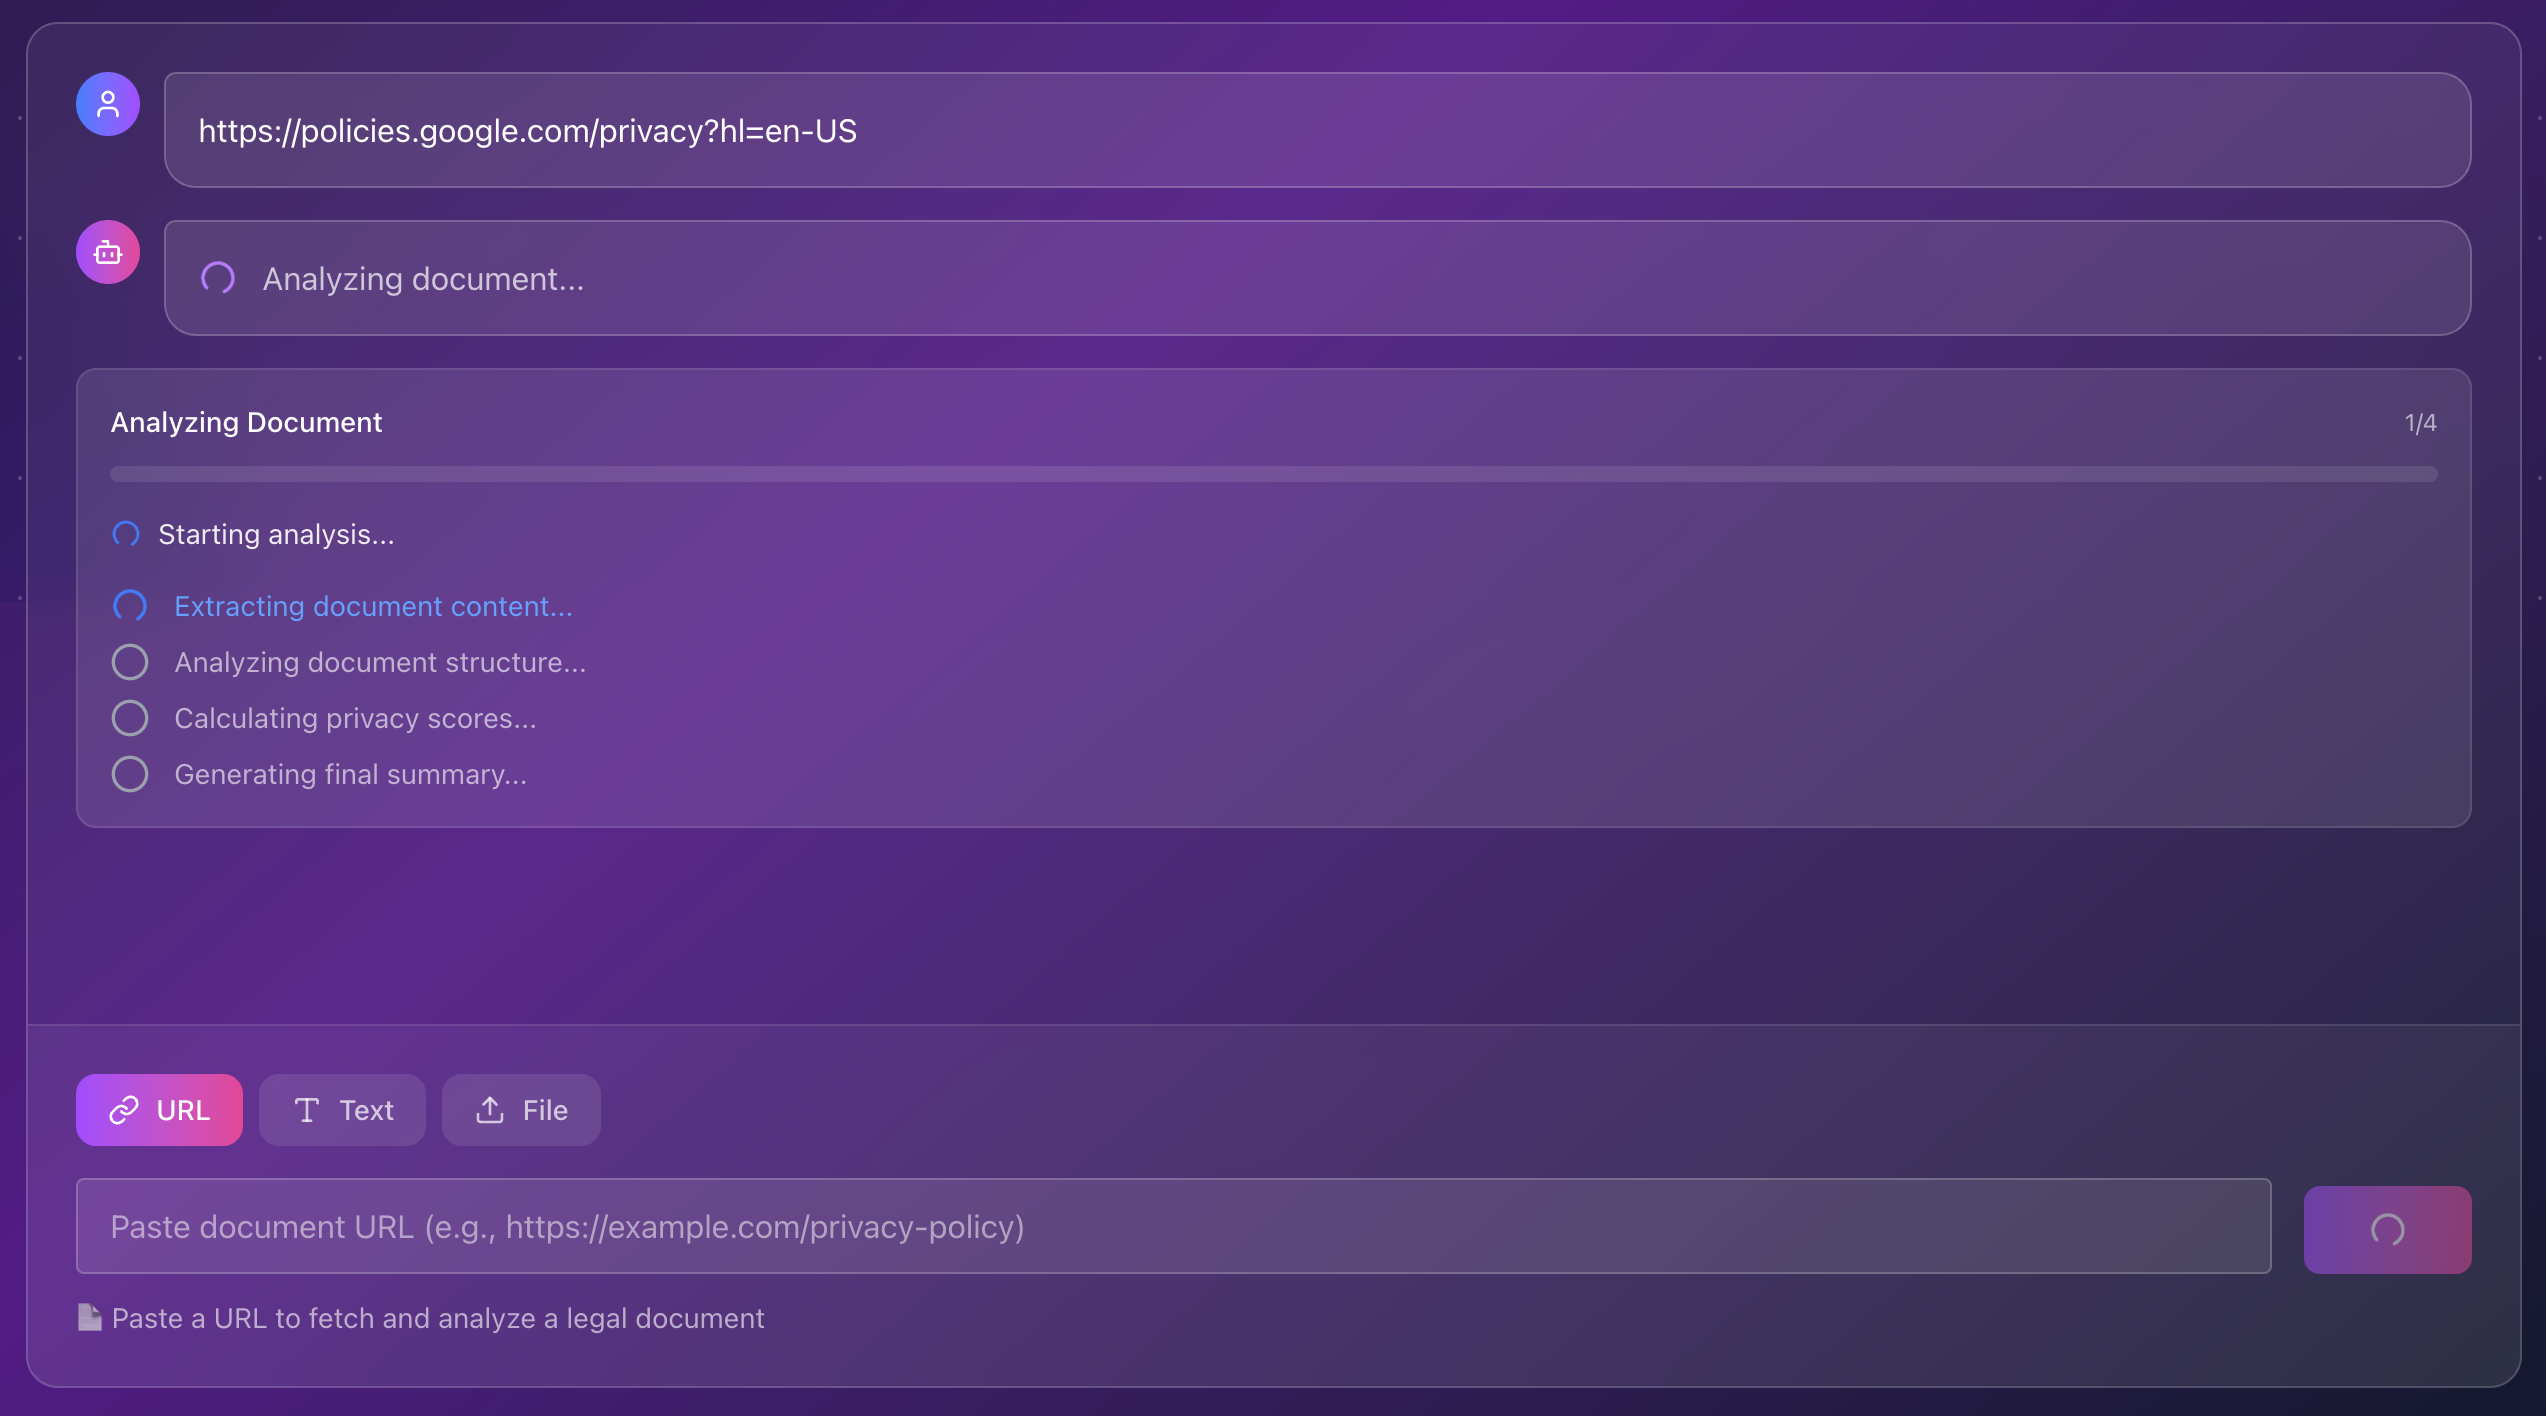 https://policies.google.com/privacy?hl=en-US
Analyzing document...
Analyzing Document
1/4
Starting analysis...
Extracting document content...
Analyzing document structure...
Calculating privacy scores...
Generating final summary...
URL
Text
File
Paste document URL (e.g., https://example.com/privacy-policy)
Paste a URL to fetch and analyze a legal document